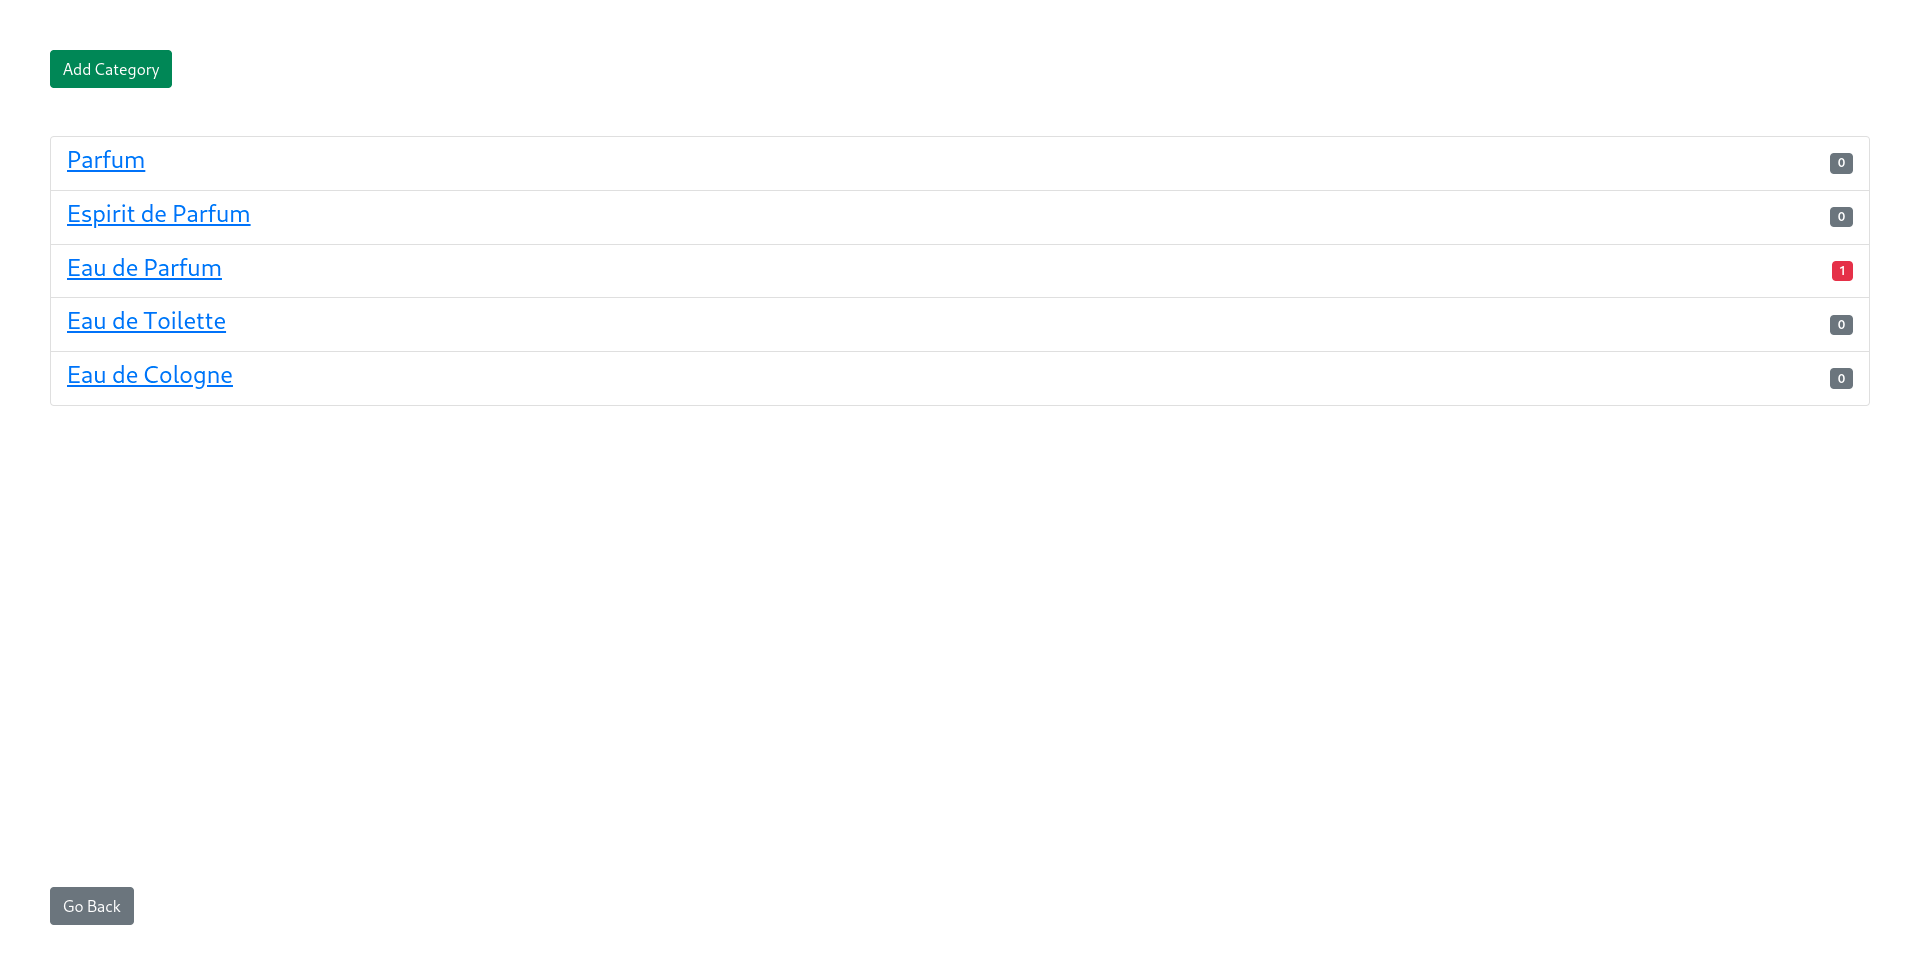 Add Category
Parfum 0
Espirit de Parfum 0
Eau de Parfum 1
Eau de Toilette 0
Eau de Cologne 0
Go Back